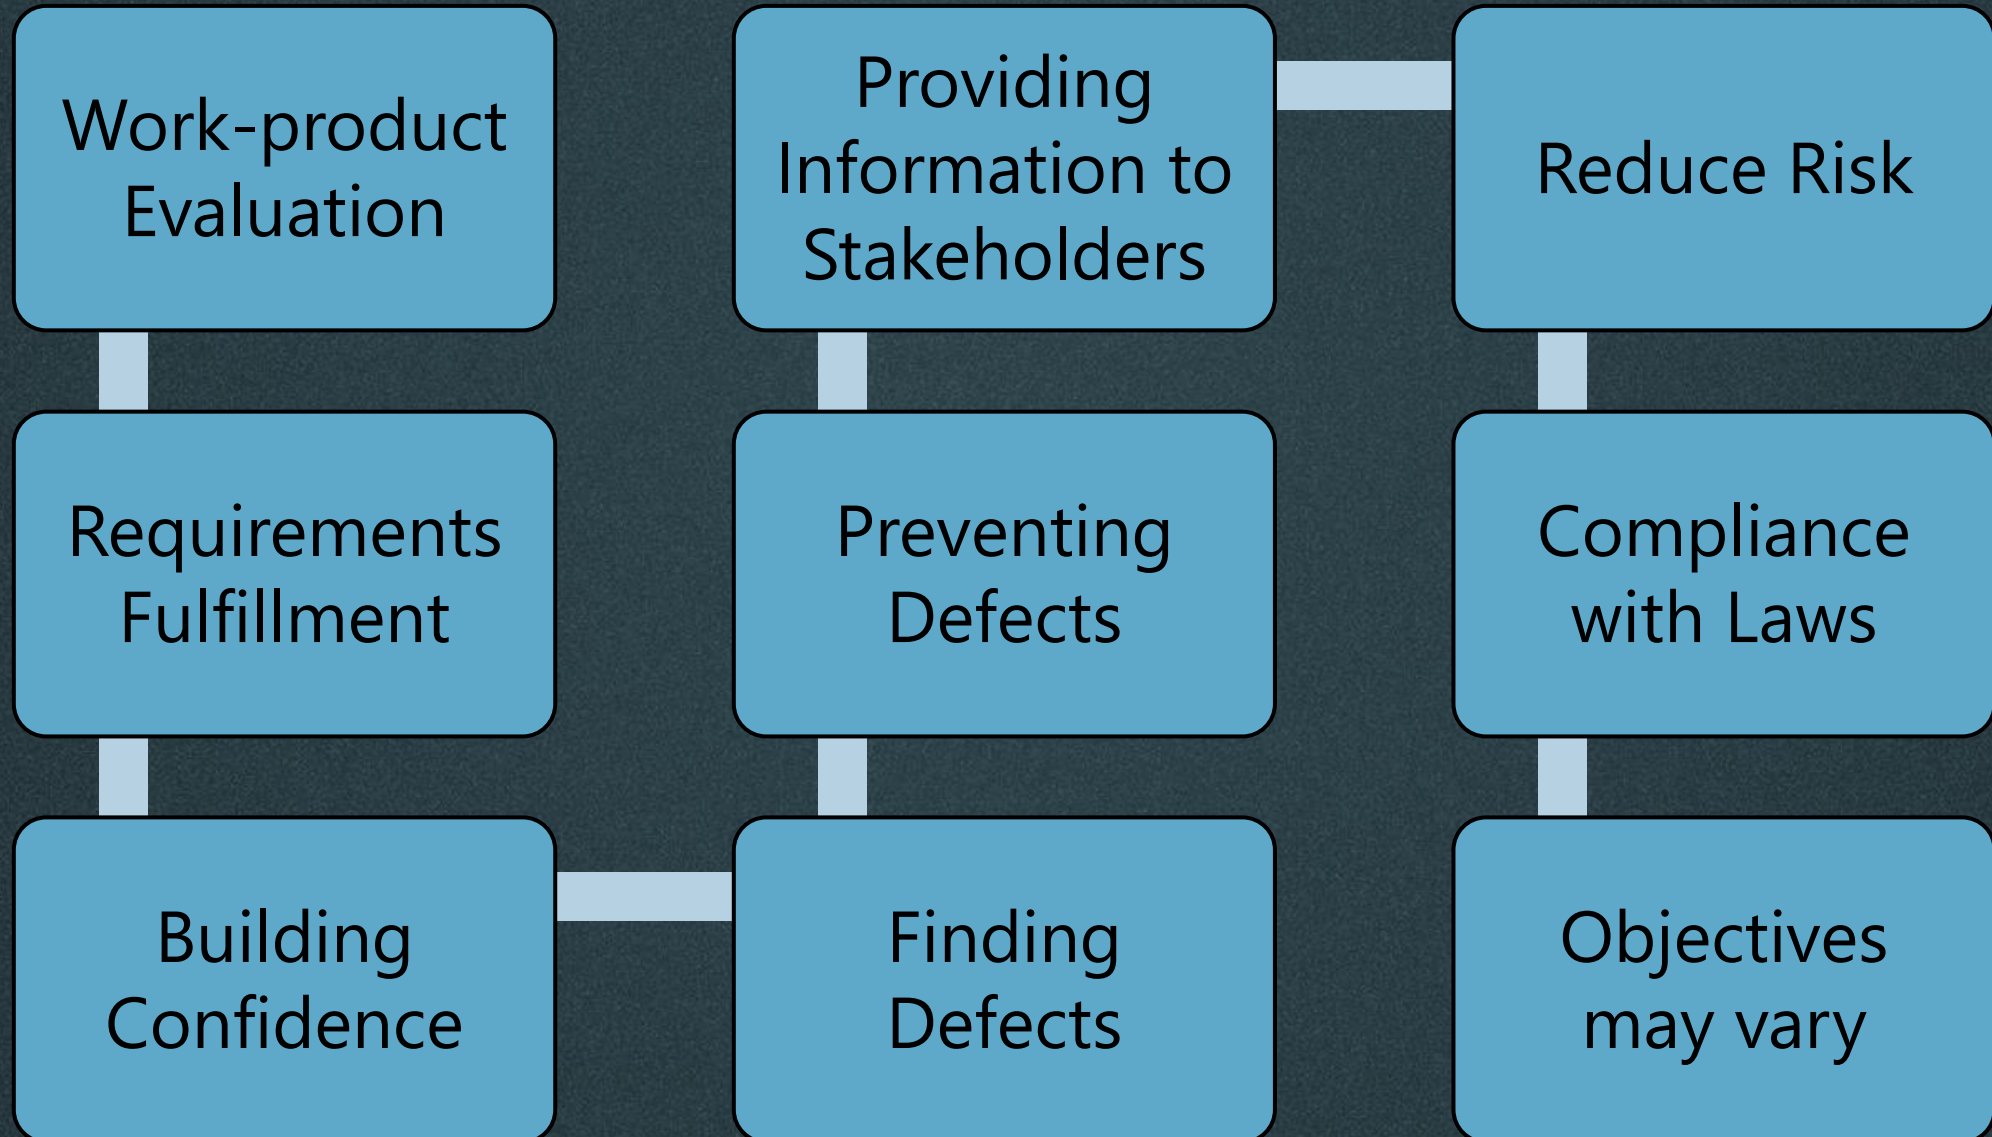 Work-product
Evaluation
Requirements
Fulfillment
Building
Confidence
Finding
Defects
Preventing
Defects
Providing
Information to
Stakeholders
Reduce Risk
Compliance
with Laws
Objectives
may vary